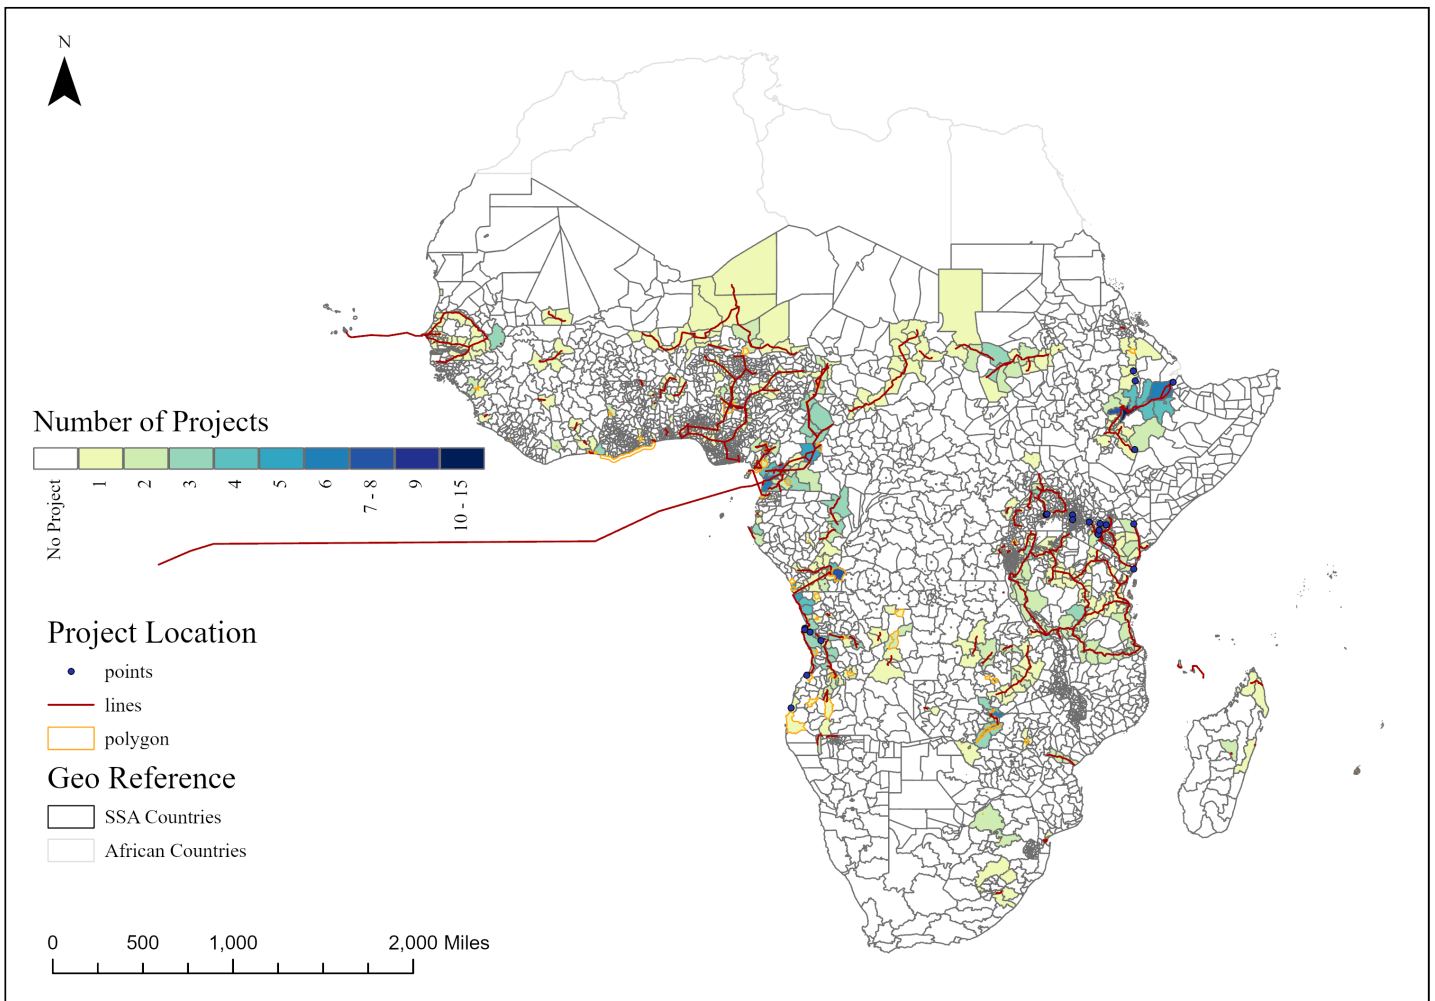 N
Number of Projects
No Project
1
2
3
4
5
6
7 - 8
9
10 - 15
Project Location
points
lines
polygon
Geo Reference
SSA Countries
African Countries
0 500 1,000 2,000 Miles